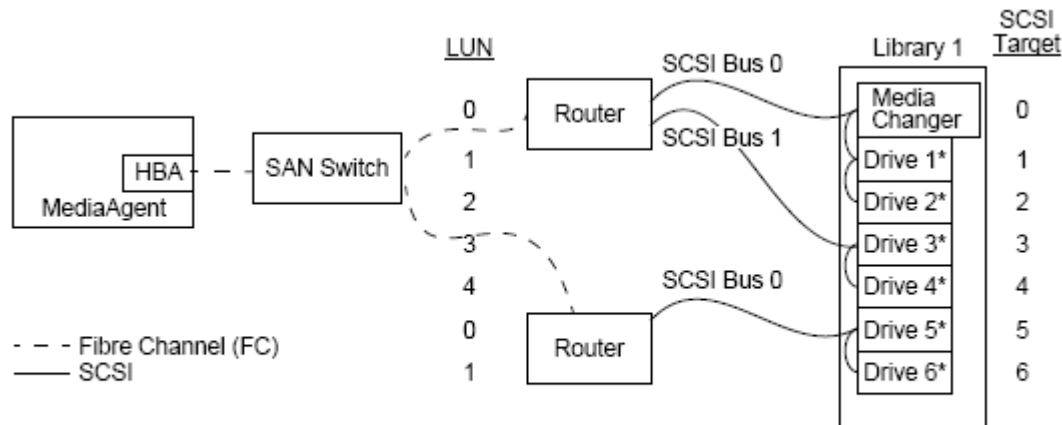 LUN
SCSI
Target
Library 1
SCSI Bus 0
Router
SCSI Bus 1
Media
Changer
0
0
HBA
MediaAgent
SAN Switch
1
Drive 1*
1
2
Drive 2*
2
3
Drive 3*
3
4
SCSI Bus 0
Drive 4*
4
0
Router
Drive 5*
5
1
Drive 6*
6
Fibre Channel (FC)
SCSI